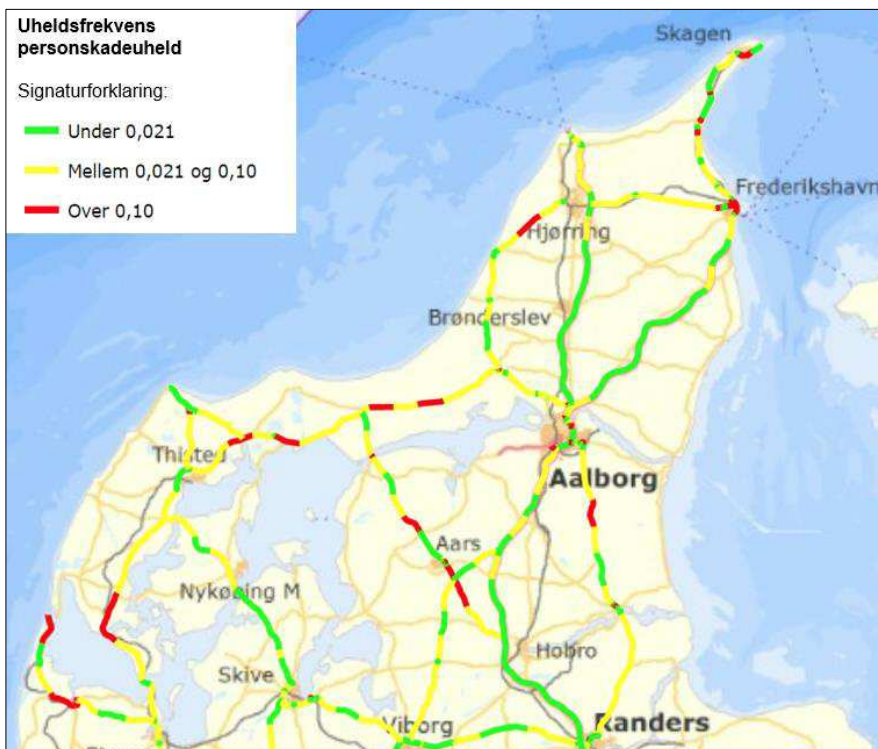 Uheldsfrekvens
personskadeuheld
Signaturforklaring:
Under 0,021
Mellem 0,021 og 0,10
Over 0,10
Skagen
Frederikshavn
Hjørring
Brønderslev
Thisted
Aalborg
Aars
Nykøbing M
Hobro
Skive
Viborg
Randers